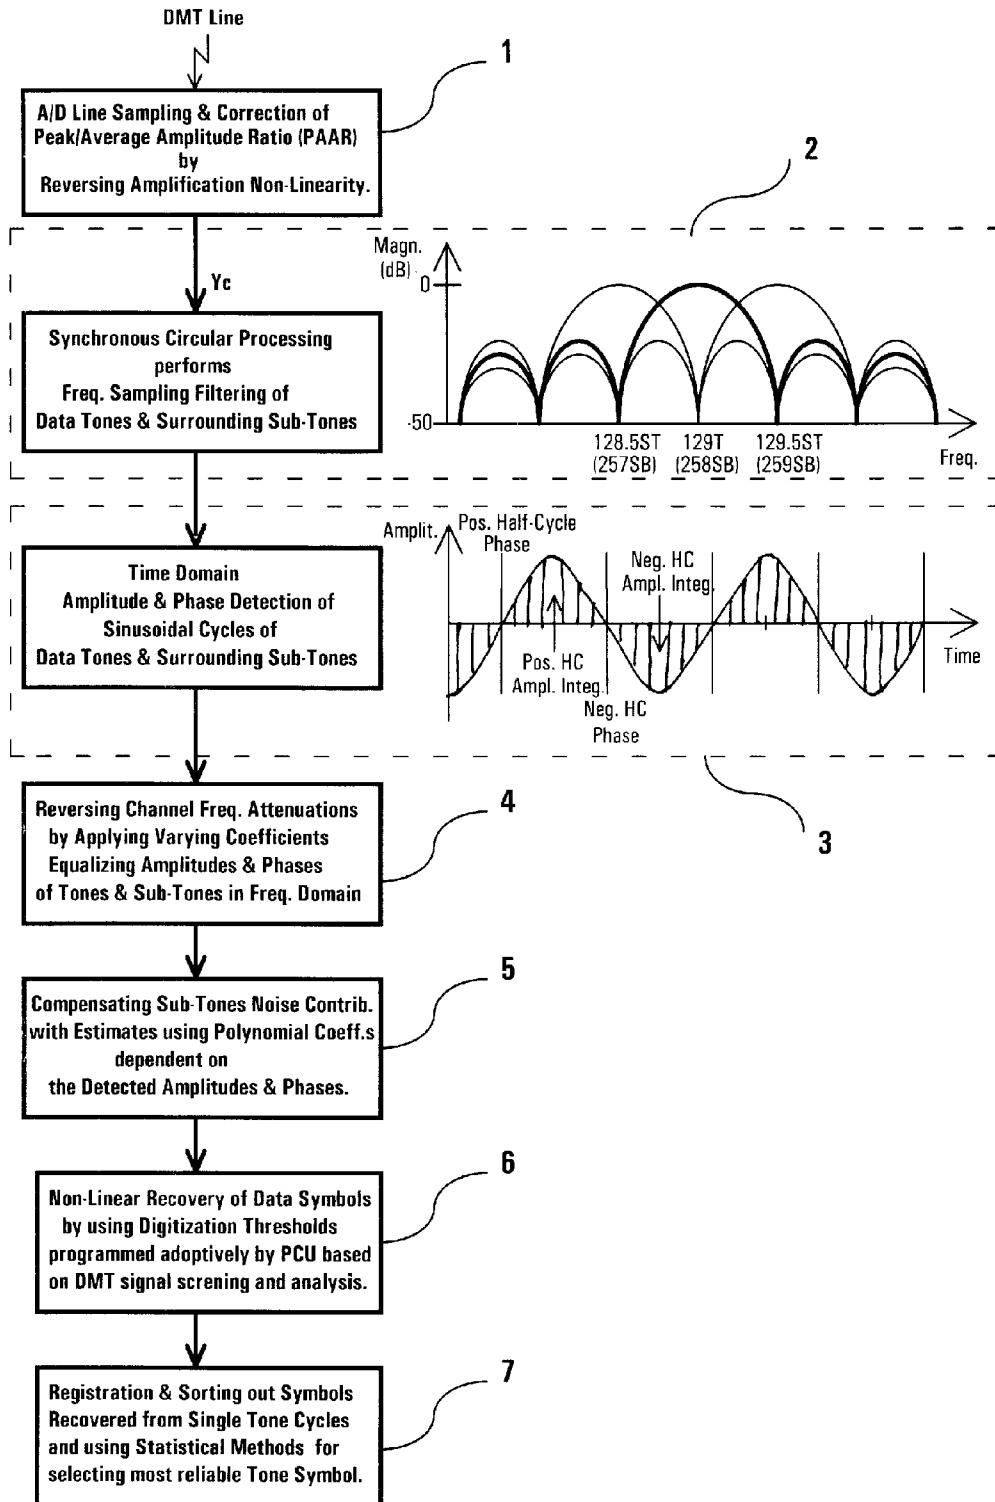 DMT Line
1
A/D Line Sampling & Correction of
Peak/Average Amplitude Ratio (PAAR)
by
Reversing Amplification Non-Linearity.
2
Yc
Synchronous Circular Processing
performs
Freq. Sampling Filtering of
Data Tones & Surrounding Sub-Tones
Magn.
(dB)
0
-50
128.5ST 129T 129.5ST
(257SB) (258SB) (259SB)
Freq.
Time Domain
Amplitude & Phase Detection of
Sinusoidal Cycles of
Data Tones & Surrounding Sub-Tones
Amplit.
Pos. Half-Cycle
Phase
Neg. HC
Ampl. Integ.
Pos. HC
Ampl. Integ.
Neg. HC
Phase
Time
3
4
Reversing Channel Freq. Attenuations
by Applying Varying Coefficients
Equalizing Amplitudes & Phases
of Tones & Sub-Tones in Freq. Domain
5
Compensating Sub-Tones Noise Contrib.
with Estimates using Polynomial Coeff.s
dependent on
the Detected Amplitudes & Phases.
6
Non-Linear Recovery of Data Symbols
by using Digitization Thresholds
programmed adoptively by PCU based
on DMT signal screning and analysis.
7
Registration & Sorting out Symbols
Recovered from Single Tone Cycles
and using Statistical Methods for
selecting most reliable Tone Symbol.